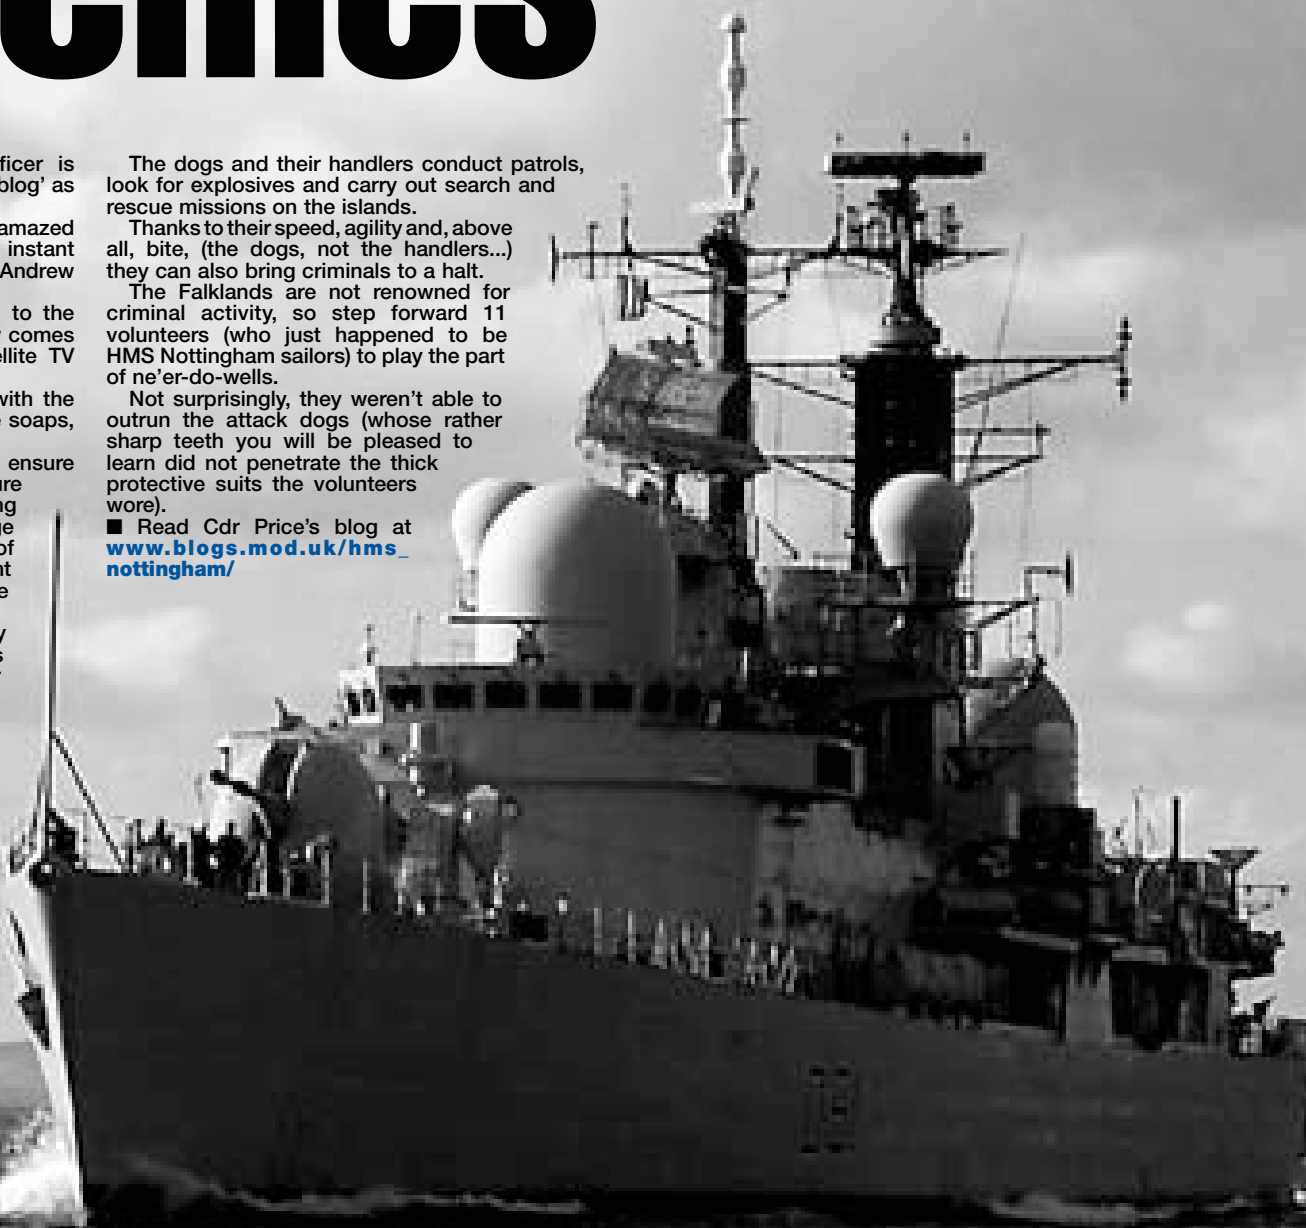 ficer is
blog’ as
amazed
instant
Andrew
to the
comes
ellite TV
with the
soaps,
ensure
The dogs and their handlers conduct patrols,
look for explosives and carry out search and
rescue missions on the islands.
Thanks to their speed, agility and, above
all, bite, (the dogs, not the handlers...)
they can also bring criminals to a halt.
The Falklands are not renowned for
criminal activity, so step forward 11
volunteers (who just happened to be
HMS Nottingham sailors) to play the part
of ne’er-do-wells.
Not surprisingly, they weren’t able to
outrun the attack dogs (whose rather
sharp teeth you will be pleased to
learn did not penetrate the thick
protective suits the volunteers
wore).
■ Read Cdr Price’s blog at
www.blogs.mod.uk/hms_
nottingham/